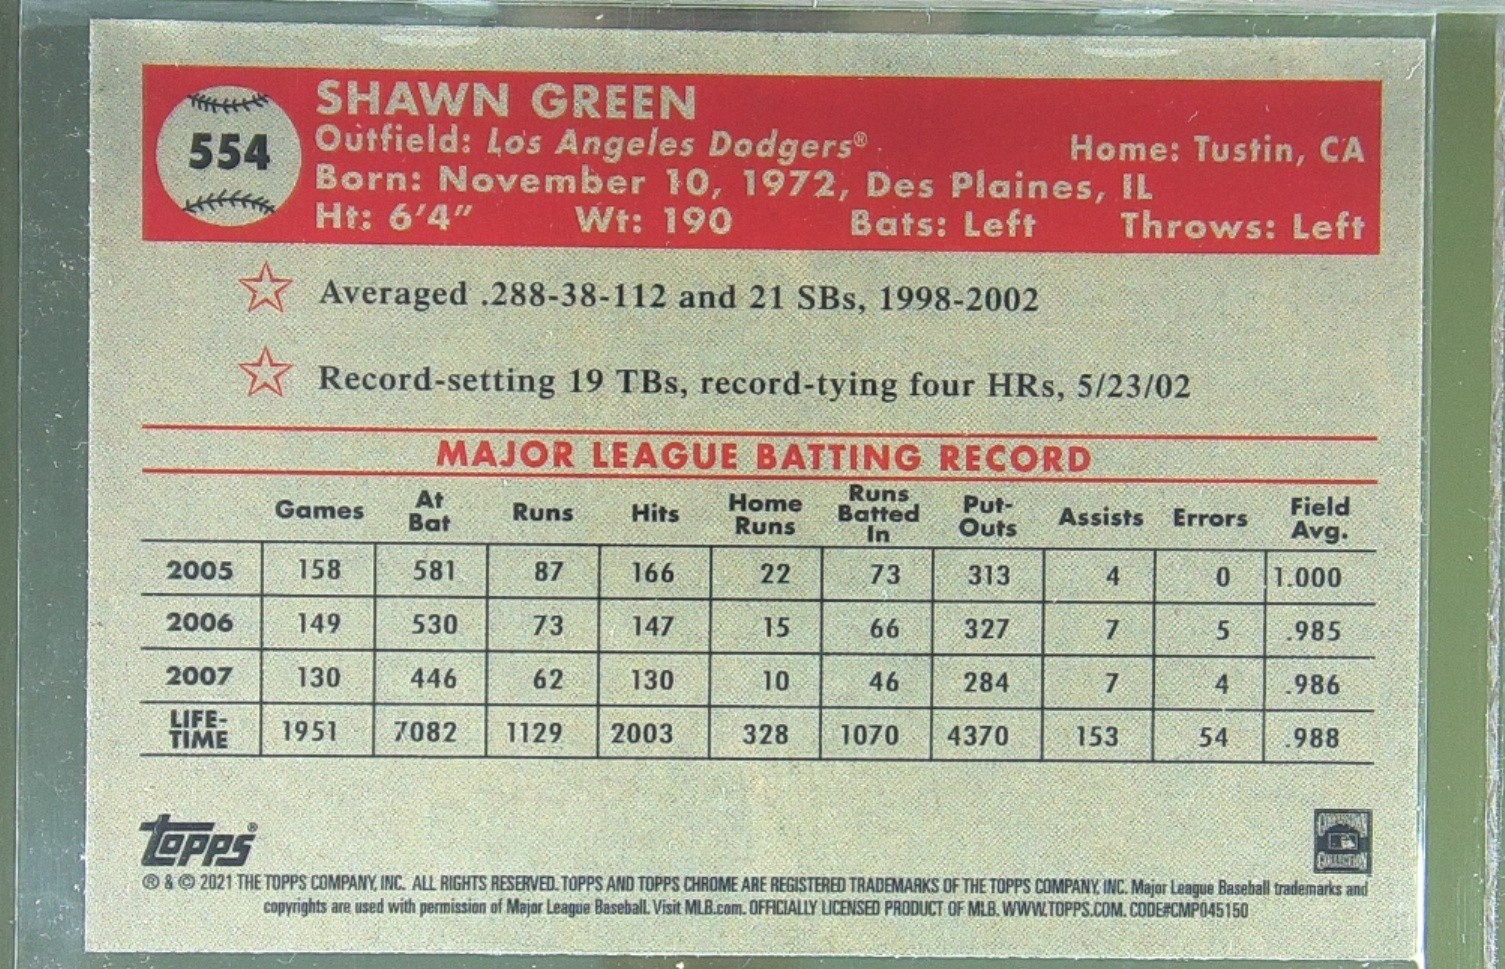 554
SHAWN GREEN
Outfield: Los Angeles Dodgers® Home: Tustin, CA
Born: November 10, 1972, Des Plaines, IL
Ht: 6'4" Wt: 190 Bats: Left Throws: Left
☆ Averaged .288-38-112 and 21 SBs, 1998-2002
☆ Record-setting 19 TBs, record-tying four HRs, 5/23/02
MAJOR LEAGUE BATTING RECORD
Games At Bat Runs Hits Home Runs Runs Batted In Put-Outs Assists Errors Field Avg.
2005 158 581 87 166 22 73 313 4 0 1.000
2006 149 530 73 147 15 66 327 7 5 .985
2007 130 446 62 130 10 46 284 7 4 .986
LIFE-TIME 1951 7082 1129 2003 328 1070 4370 153 54 .988
topps®
COOPERSTOWN COLLECTION
® & © 2021 THE TOPPS COMPANY, INC. ALL RIGHTS RESERVED. TOPPS AND TOPPS CHROME ARE REGISTERED TRADEMARKS OF THE TOPPS COMPANY, INC. Major League Baseball trademarks and
copyrights are used with permission of Major League Baseball. Visit MLB.com. OFFICIALLY LICENSED PRODUCT OF MLB. WWW.TOPPS.COM. CODE#CMP045150